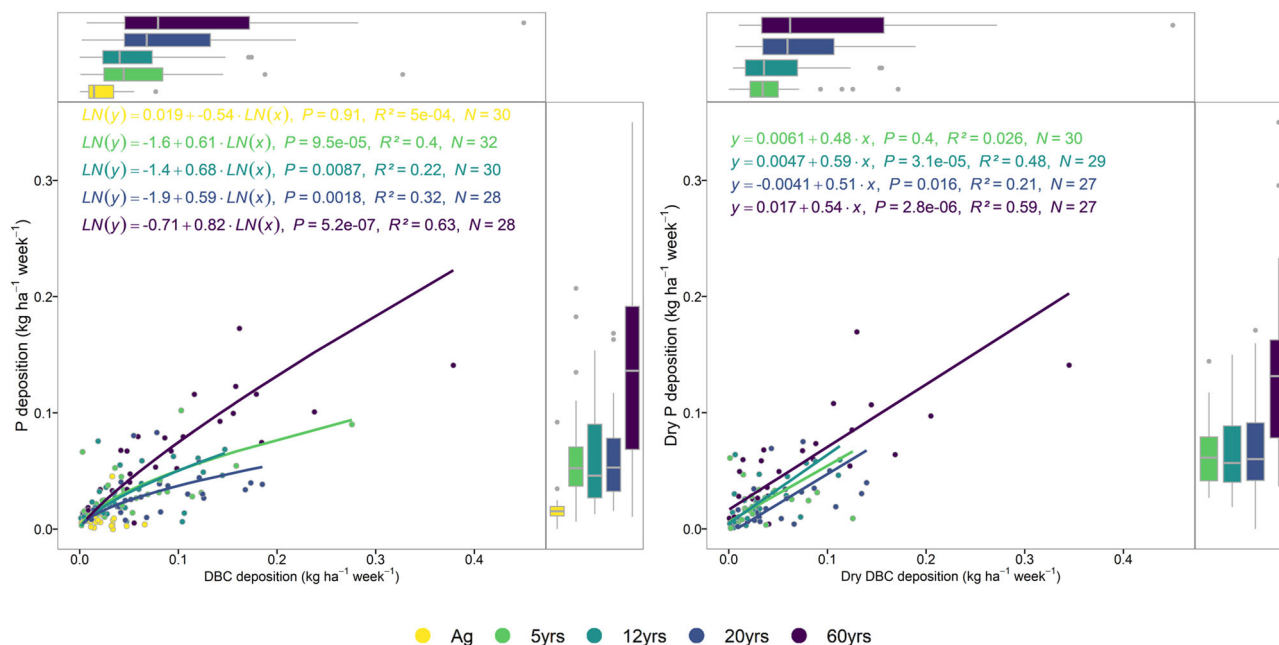 LN(y) = 0.019 + -0.54 · LN(x), P = 0.91, R² = 5e-04, N = 30
LN(y) = -1.6 + 0.61 · LN(x), P = 9.5e-05, R² = 0.4, N = 32
LN(y) = -1.4 + 0.68 · LN(x), P = 0.0087, R² = 0.22, N = 30
LN(y) = -1.9 + 0.59 · LN(x), P = 0.0018, R² = 0.32, N = 28
LN(y) = -0.71 + 0.82 · LN(x), P = 5.2e-07, R² = 0.63, N = 28
P deposition (kg ha⁻¹ week⁻¹)
0.3
0.2
0.1
0.0
0.0 0.1 0.2 0.3 0.4
DBC deposition (kg ha⁻¹ week⁻¹)
y = 0.0061 + 0.48 · x, P = 0.4, R² = 0.026, N = 30
y = 0.0047 + 0.59 · x, P = 3.1e-05, R² = 0.48, N = 29
y = -0.0041 + 0.51 · x, P = 0.016, R² = 0.21, N = 27
y = 0.017 + 0.54 · x, P = 2.8e-06, R² = 0.59, N = 27
Dry P deposition (kg ha⁻¹ week⁻¹)
0.3
0.2
0.1
0.0
0.0 0.1 0.2 0.3 0.4
Dry DBC deposition (kg ha⁻¹ week⁻¹)
Ag 5yrs 12yrs 20yrs 60yrs